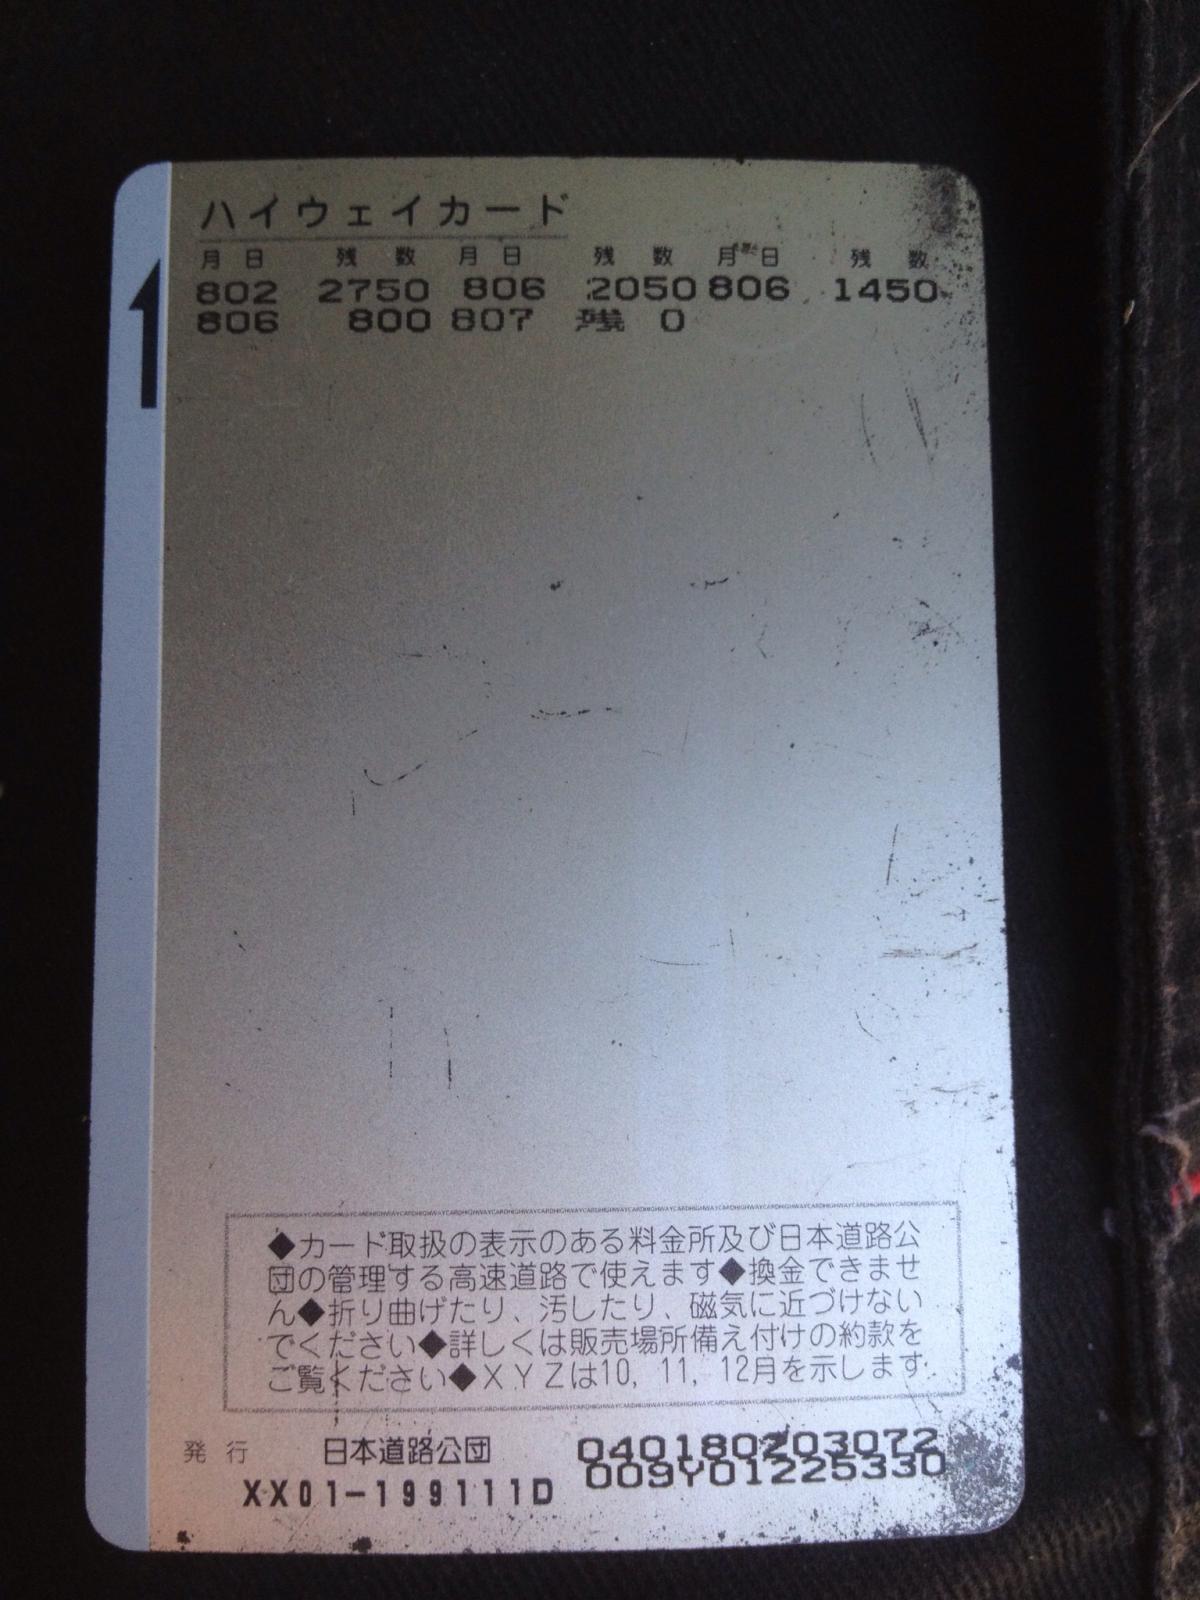 ハイウェイカード
月日 残数 月日 残数 月日 残数
802 2750 806 2050 806 1450
806 800 807 残 0
◆カード取扱の表示のある料金所及び日本道路公
団の管理する高速道路で使えます◆換金できませ
ん◆折り曲げたり、汚したり、磁気に近づけない
でください◆詳しくは販売場所備え付けの約款を
ご覧ください◆XYZは10, 11, 12月を示します
発行 日本道路公団 040180203072
009Y01225330
XX01-199111D